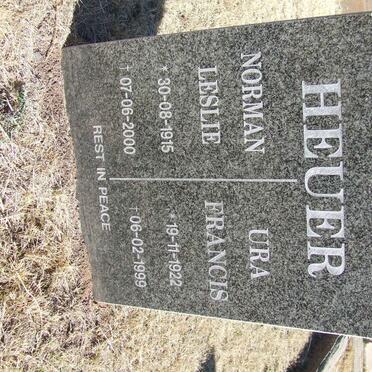 HEUER
NORMAN
LESLIE
* 30-08-1915
† 07-06-2000
URA
FRANCIS
* 19-11-1922
† 06-02-1999
REST IN PEACE